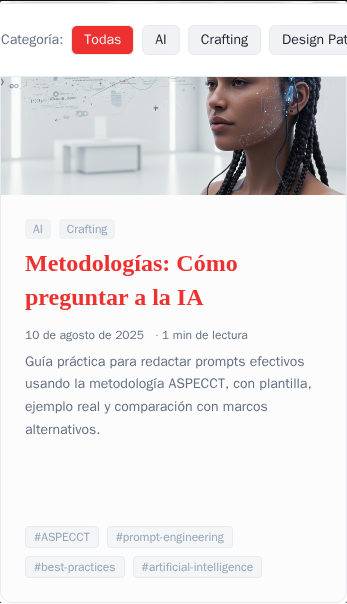 Categoría: Todas AI Crafting Design Pat
AI Crafting
Metodologías: Cómo
preguntar a la IA
10 de agosto de 2025 · 1 min de lectura
Guía práctica para redactar prompts efectivos
usando la metodología ASPECCT, con plantilla,
ejemplo real y comparación con marcos
alternativos.
#ASPECCT #prompt-engineering
#best-practices #artificial-intelligence